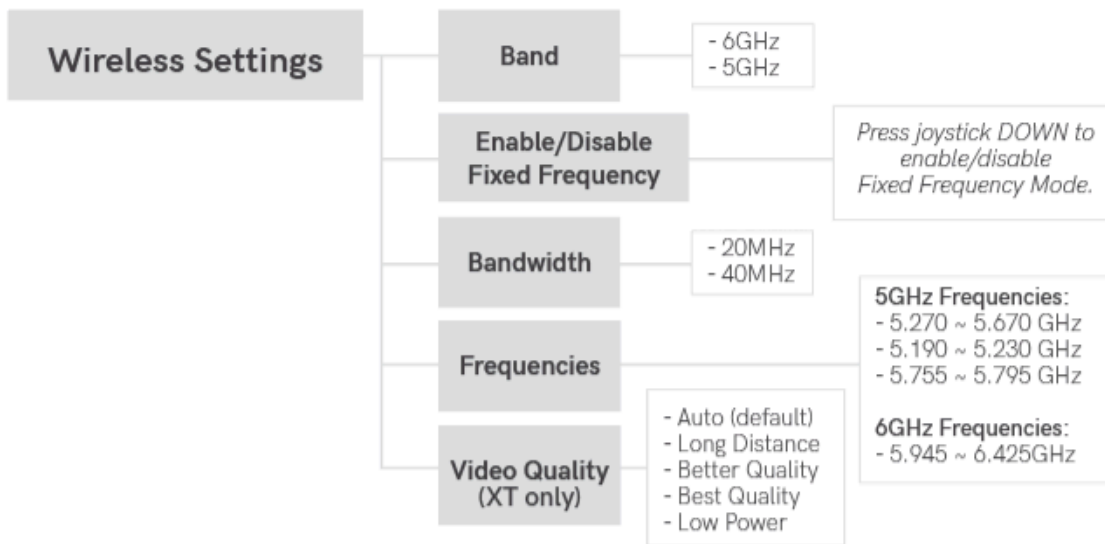 Wireless Settings
Band
- 6GHz
- 5GHz
Enable/Disable
Fixed Frequency
Press joystick DOWN to
enable/disable
Fixed Frequency Mode.
Bandwidth
- 20MHz
- 40MHz
Frequencies
5GHz Frequencies:
- 5.270 ~ 5.670 GHz
- 5.190 ~ 5.230 GHz
- 5.755 ~ 5.795 GHz
6GHz Frequencies:
- 5.945 ~ 6.425GHz
Video Quality
(XT only)
- Auto (default)
- Long Distance
- Better Quality
- Best Quality
- Low Power